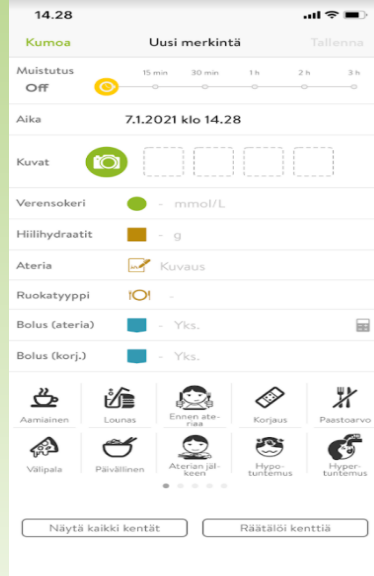 14.28
Kumoa Uusi merkintä Tallenna
Muistutus
Off 15 min 30 min 1 h 2 h 3 h
Aika 7.1.2021 klo 14.28
Kuvat
Verensokeri - mmol/L
Hiilihydraatit - g
Ateria Kuvaus
Ruokatyyppi -
Bolus (ateria) - Yks.
Bolus (korj.) - Yks.
Aamiainen Lounas Ennen ate-
riaa Korjaus Paastoarvo
Välipala Päivällinen Aterian jäl-
keen Hypo-
tuntemus Hyper-
tuntemus
Näytä kaikki kentät Räätälöi kenttiä